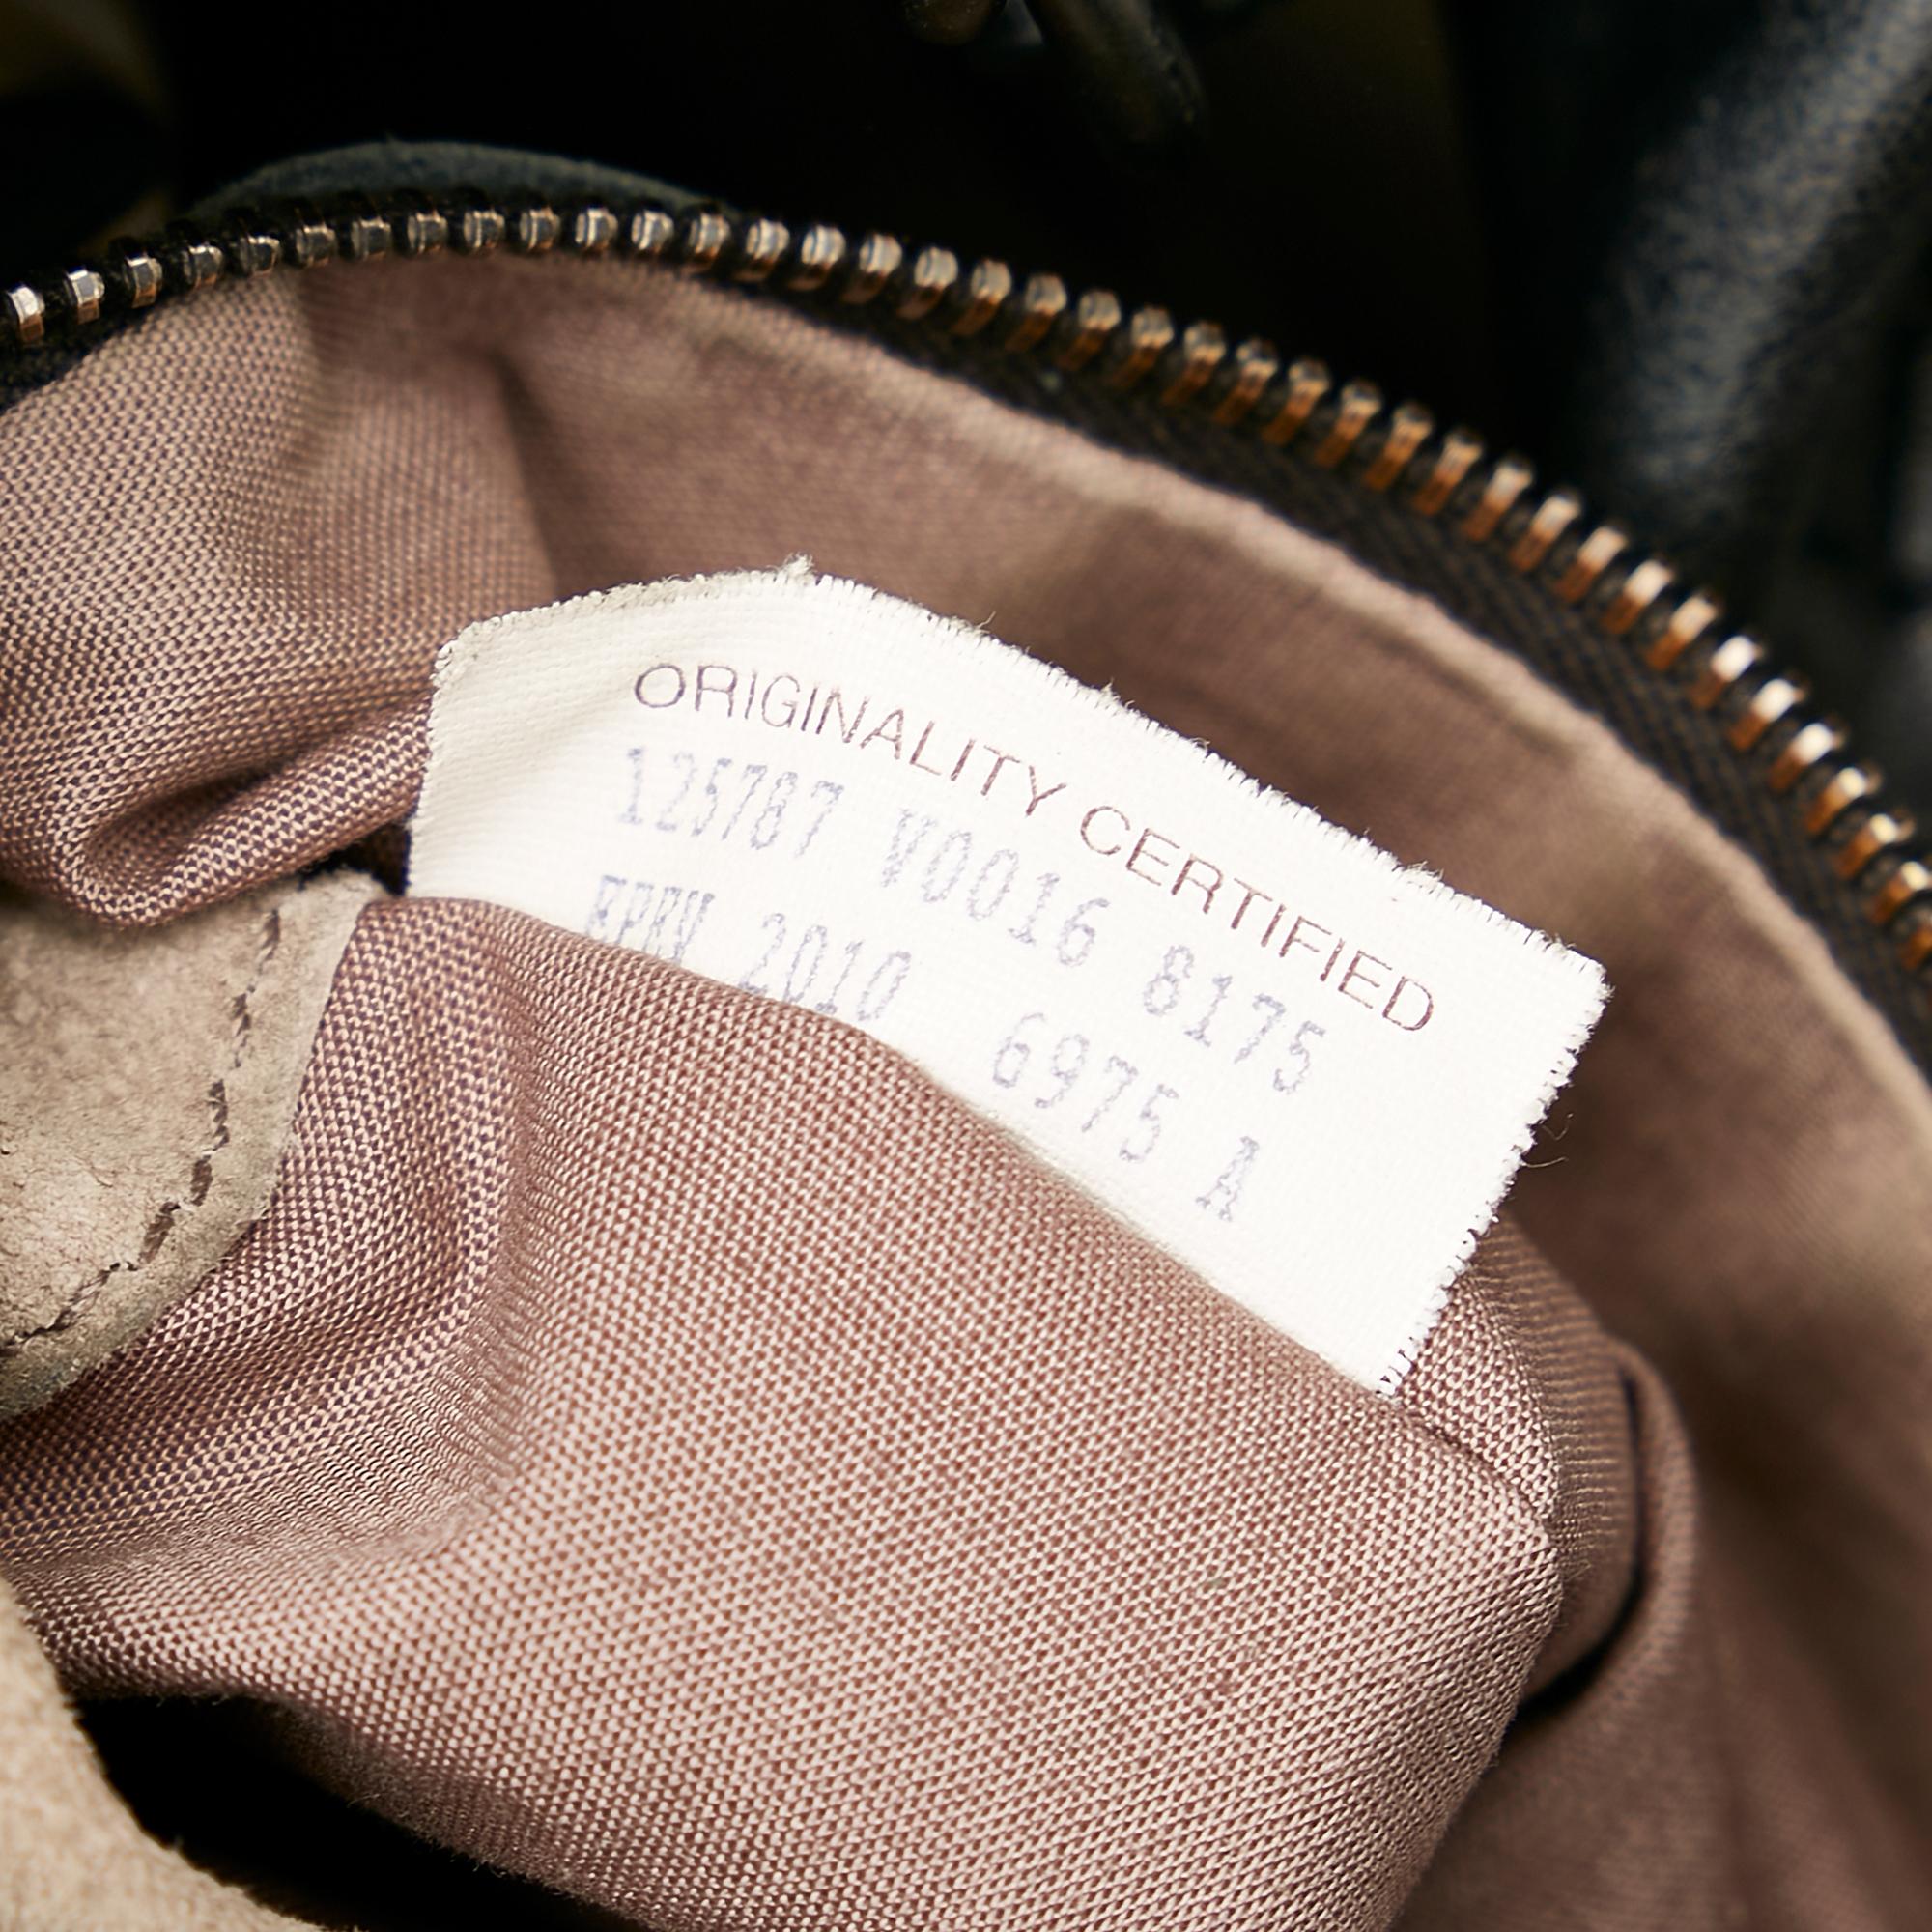 ORIGINALITY CERTIFIED
125787 V0016 8175
2010 6975 A